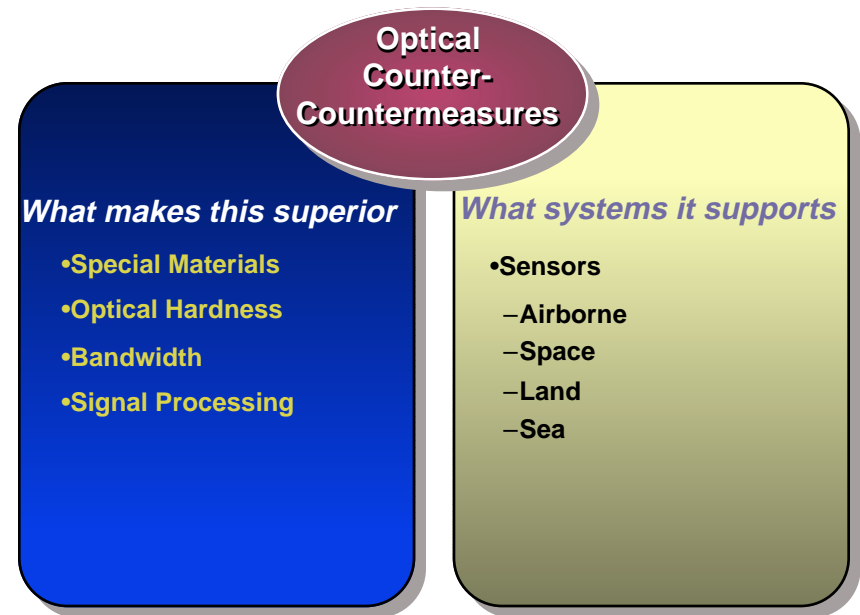 Optical
Counter-
Countermeasures
What makes this superior
•Special Materials
•Optical Hardness
•Bandwidth
•Signal Processing
What systems it supports
•Sensors
–Airborne
–Space
–Land
–Sea